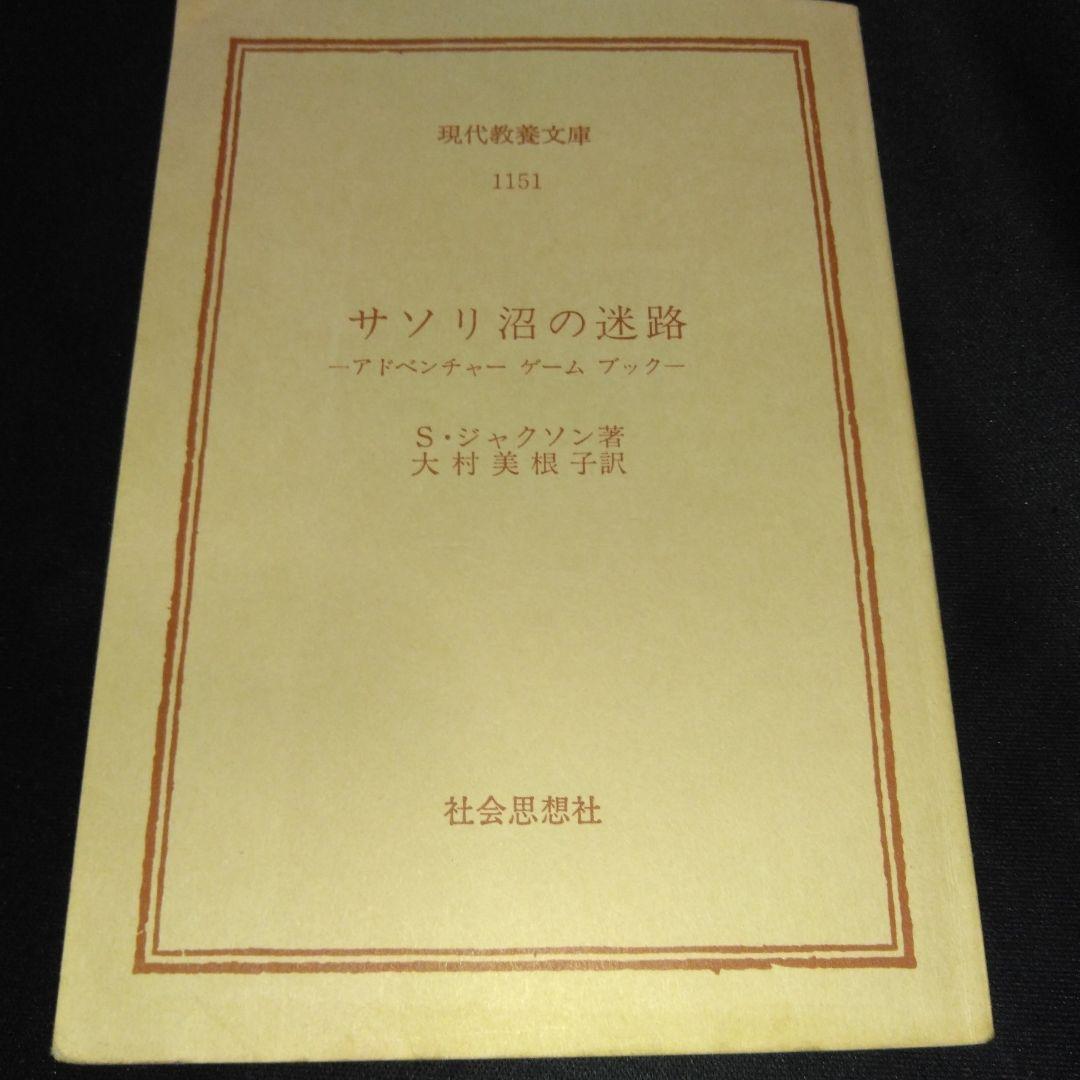 現代教養文庫
1151
サソリ沼の迷路
―アドベンチャー ゲーム ブック―
S・ジャクソン著
大村美根子訳
社会思想社